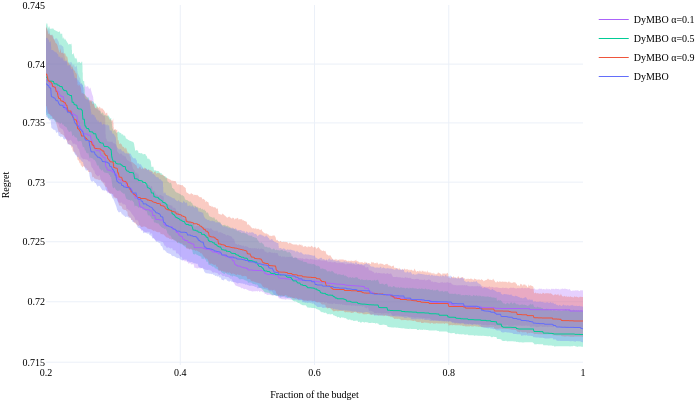 0.745
0.74
0.735
0.73
0.725
0.72
0.715
Regret
0.2
0.4
0.6
0.8
1
Fraction of the budget
DyMBO α=0.1
DyMBO α=0.5
DyMBO α=0.9
DyMBO